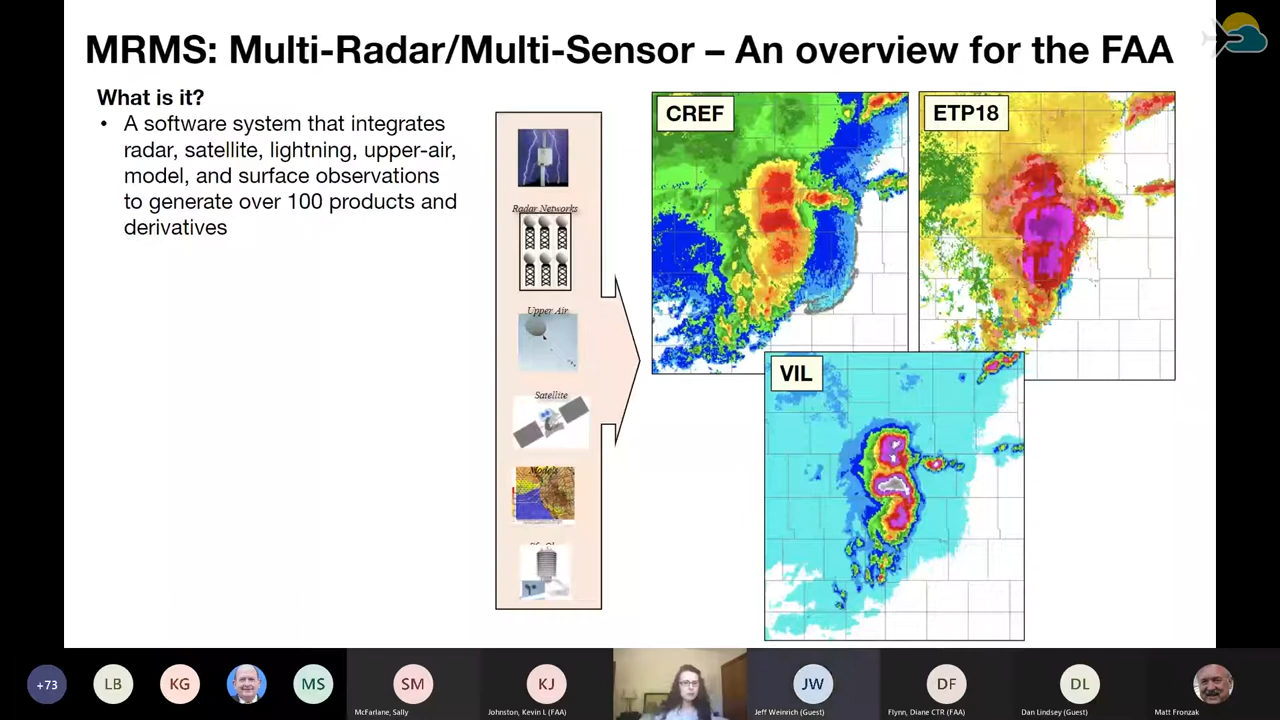 MRMS: Multi-Radar/Multi-Sensor – An overview for the FAA
What is it?
• A software system that integrates
radar, satellite, lightning, upper-air,
model, and surface observations
to generate over 100 products and
derivatives
Radar Networks
Upper Air
Satellite
Models
CREF
ETP18
VIL
+73
LB
KG
MS
SM
McFarlane, Sally
KJ
Johnston, Kevin L (FAA)
JW
Jeff Weinrich (Guest)
DF
Flynn, Diane CTR (FAA)
DL
Dan Lindsey (Guest)
Matt Fronzak